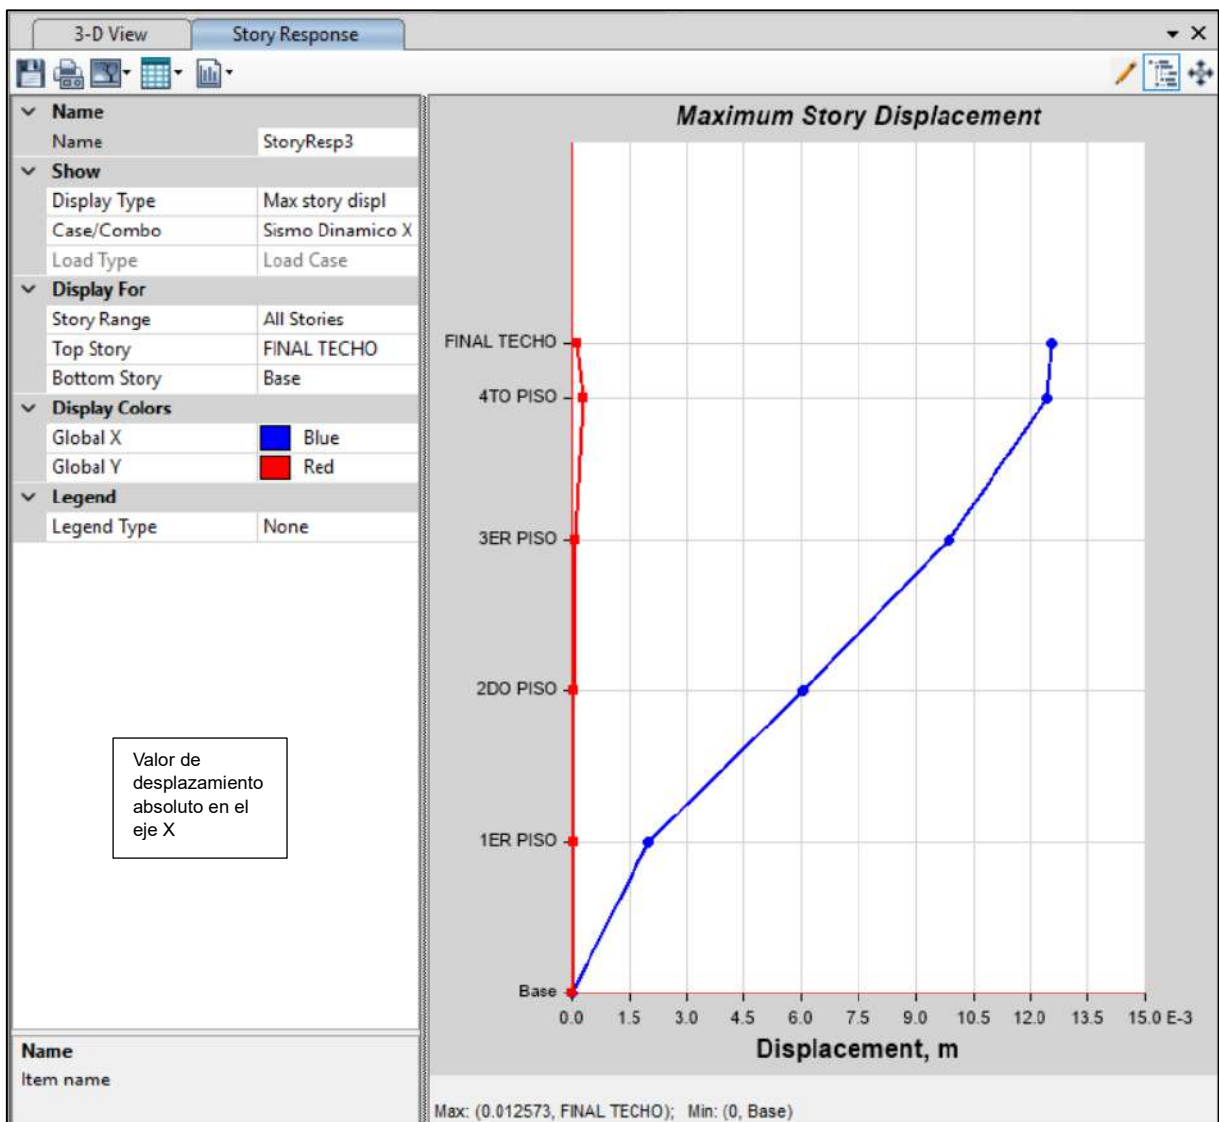 3-D View
Story Response
Name
Name StoryResp3
Show
Display Type Max story displ
Case/Combo Sismo Dinamico X
Load Type Load Case
Display For
Story Range All Stories
Top Story FINAL TECHO
Bottom Story Base
Display Colors
Global X Blue
Global Y Red
Legend
Legend Type None
Valor de
desplazamiento
absoluto en el
eje X
Name
Item name
Maximum Story Displacement
FINAL TECHO
4TO PISO
3ER PISO
2DO PISO
1ER PISO
Base
0.0 1.5 3.0 4.5 6.0 7.5 9.0 10.5 12.0 13.5 15.0 E-3
Displacement, m
Max: (0.012573, FINAL TECHO); Min: (0, Base)